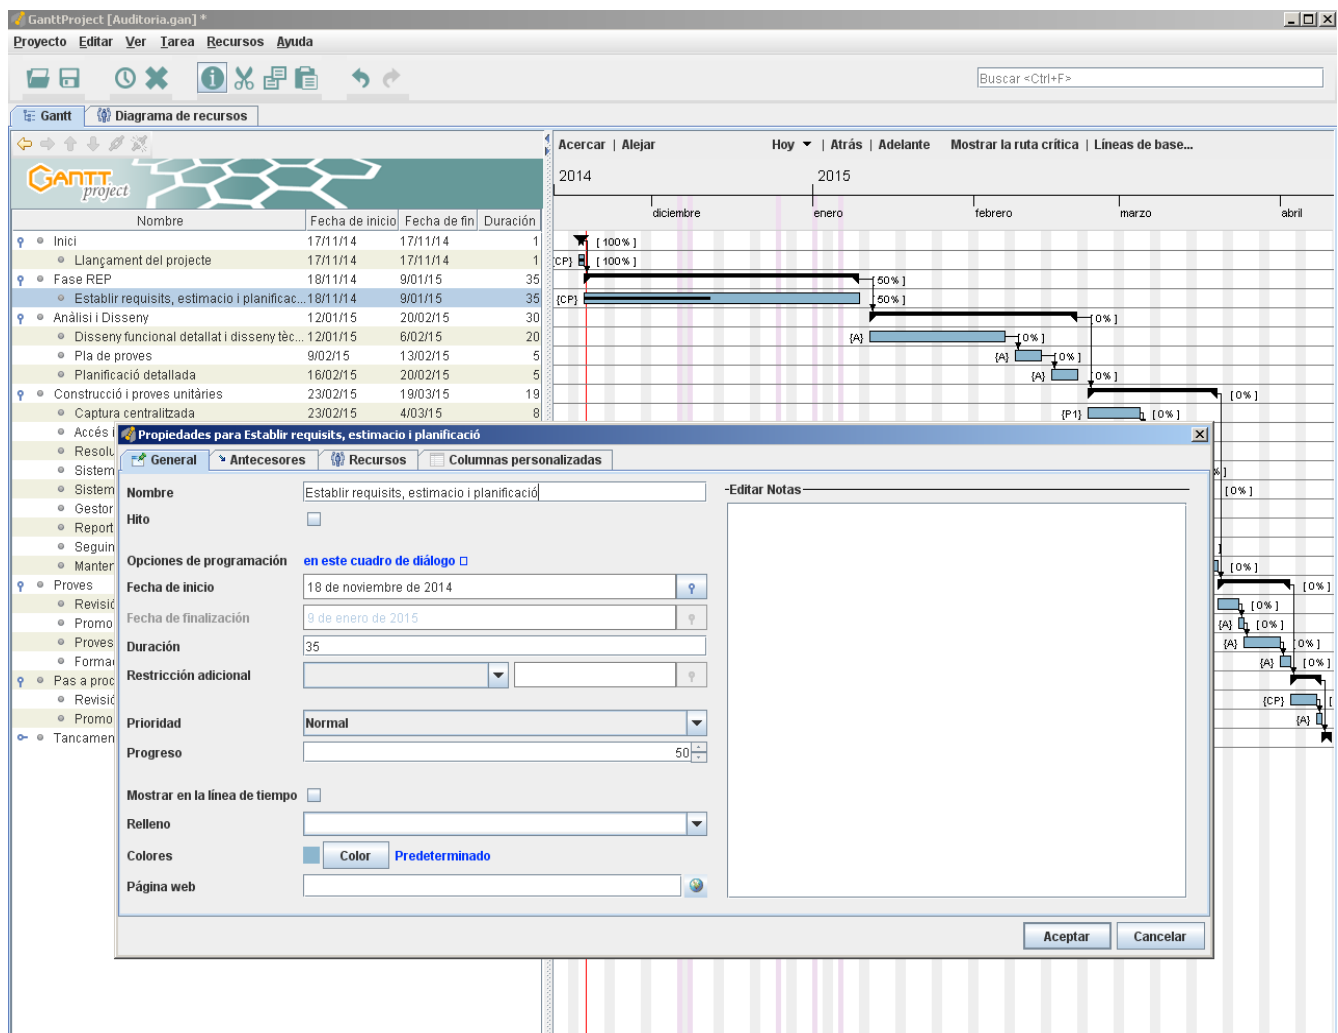 GanttProject [Auditoria.gan] *
Proyecto Editar Ver Tarea Recursos Ayuda
Buscar <Ctrl+F>
Gantt Diagrama de recursos
Acercar | Alejar Hoy | Atrás | Adelante Mostrar la ruta crítica | Líneas de base...
GANTT project
2014 2015
diciembre enero febrero marzo abril
Nombre Fecha de inicio Fecha de fin Duración
Inici 17/11/14 17/11/14 1 [ 100% ]
Llançament del projecte 17/11/14 17/11/14 1 {CP} [ 100% ]
Fase REP 18/11/14 9/01/15 35 [ 50% ]
Establir requisits, estimacio i planificac... 18/11/14 9/01/15 35 {CP} [ 50% ]
Anàlisi i Disseny 12/01/15 20/02/15 30 [ 0% ]
Disseny funcional detallat i disseny tèc... 12/01/15 6/02/15 20 {A} [ 0% ]
Pla de proves 9/02/15 13/02/15 5 {A} [ 0% ]
Planificació detallada 16/02/15 20/02/15 5 {A} [ 0% ]
Construcció i proves unitàries 23/02/15 19/03/15 19 [ 0% ]
Captura centralitzada 23/02/15 4/03/15 8 {P1} [ 0% ]
Accés i
Resolu
Sistem % ]
Sistem [ 0% ]
Gestor
Report
Seguin
Manter [ 0% ]
Proves [ 0% ]
Revisió [ 0% ]
Promo {A} [ 0% ]
Proves {A} [ 0% ]
Forma {A} [ 0% ]
Pas a proc
Revisió {CP} [
Promo {A}
Tancamen
Propiedades para Establir requisits, estimacio i planificació
General Antecesores Recursos Columnas personalizadas
Nombre Establir requisits, estimacio i planificació
Editar Notas
Hito
Opciones de programación en este cuadro de diálogo
Fecha de inicio 18 de noviembre de 2014
Fecha de finalización 9 de enero de 2015
Duración 35
Restricción adicional
Prioridad Normal
Progreso 50
Mostrar en la línea de tiempo
Relleno
Colores Color Predeterminado
Página web
Aceptar Cancelar